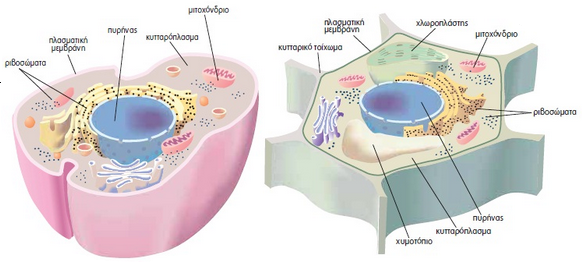 μιτοχόνδριο
πυρήνας
κυτταρόπλασμα
πλασματική
μεμβράνη
ριβοσώματα
πλασματική
μεμβράνη
χλωροπλάστης
μιτοχόνδριο
κυτταρικό τοίχωμα
ριβοσώματα
πυρήνας
κυτταρόπλασμα
χυμοτόπιο